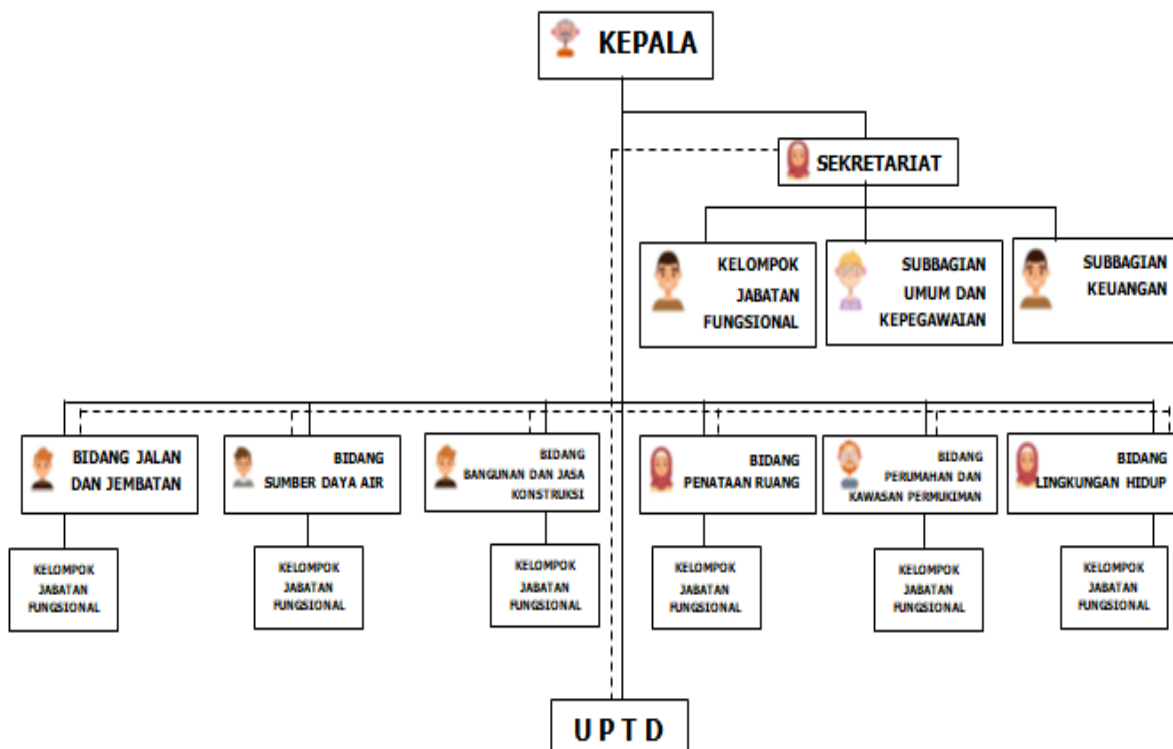 KEPALA
SEKRETARIAT
KELOMPOK
JABATAN
FUNGSIONAL
SUBBAGIAN
UMUM DAN
KEPEGAWAIAN
SUBBAGIAN
KEUANGAN
BIDANG JALAN
DAN JEMBATAN
BIDANG
SUMBER DAYA AIR
BIDANG
BANGUNAN DAN JASA
KONSTRUKSI
BIDANG
PENATAAN RUANG
BIDANG
PERUMAHAN DAN
KAWASAN PERMUKIMAN
BIDANG
LINGKUNGAN HIDUP
KELOMPOK
JABATAN
FUNGSIONAL
KELOMPOK
JABATAN
FUNGSIONAL
KELOMPOK
JABATAN
FUNGSIONAL
KELOMPOK
JABATAN
FUNGSIONAL
KELOMPOK
JABATAN
FUNGSIONAL
KELOMPOK
JABATAN
FUNGSIONAL
UPTD